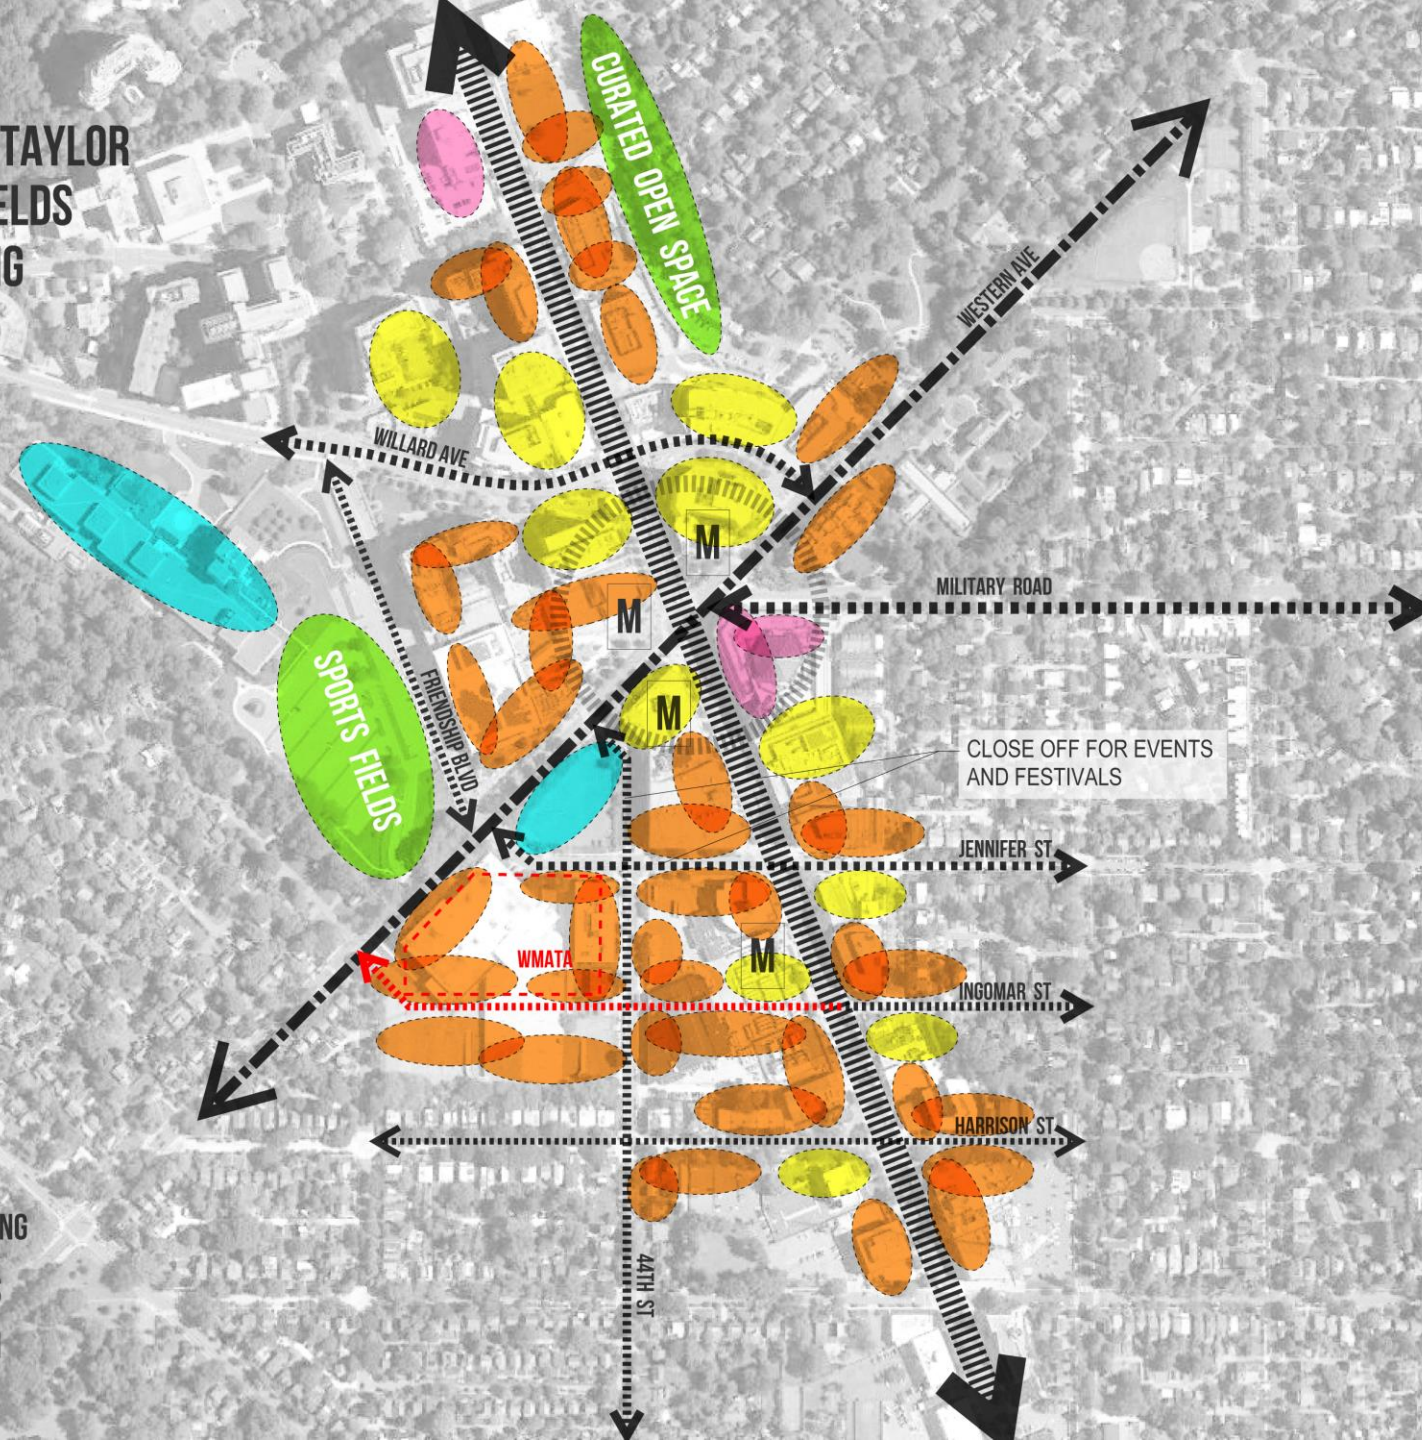 TAYLOR
ELDS
G
CURATED OPEN SPACE
WESTERN AVE
WILLARD AVE
M
MILITARY ROAD
M
SPORTS FIELDS
FRIENDSHIP BLVD
M
CLOSE OFF FOR EVENTS
AND FESTIVALS
JENNIFER ST
WMATA
M
INGOMAR ST
HARRISON ST
NG
44TH ST